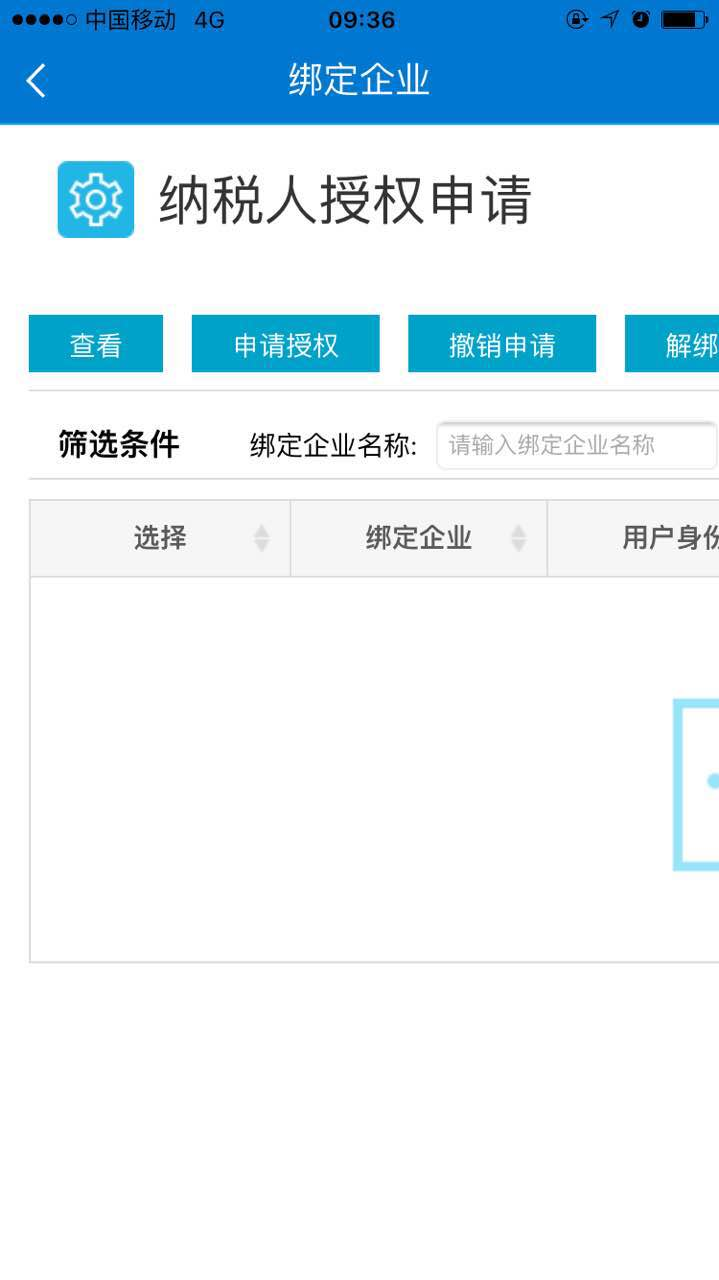 中国移动 4G 09:36
绑定企业
纳税人授权申请
查看 申请授权 撤销申请 解绑
筛选条件 绑定企业名称: 请输入绑定企业名称
选择 绑定企业 用户身份